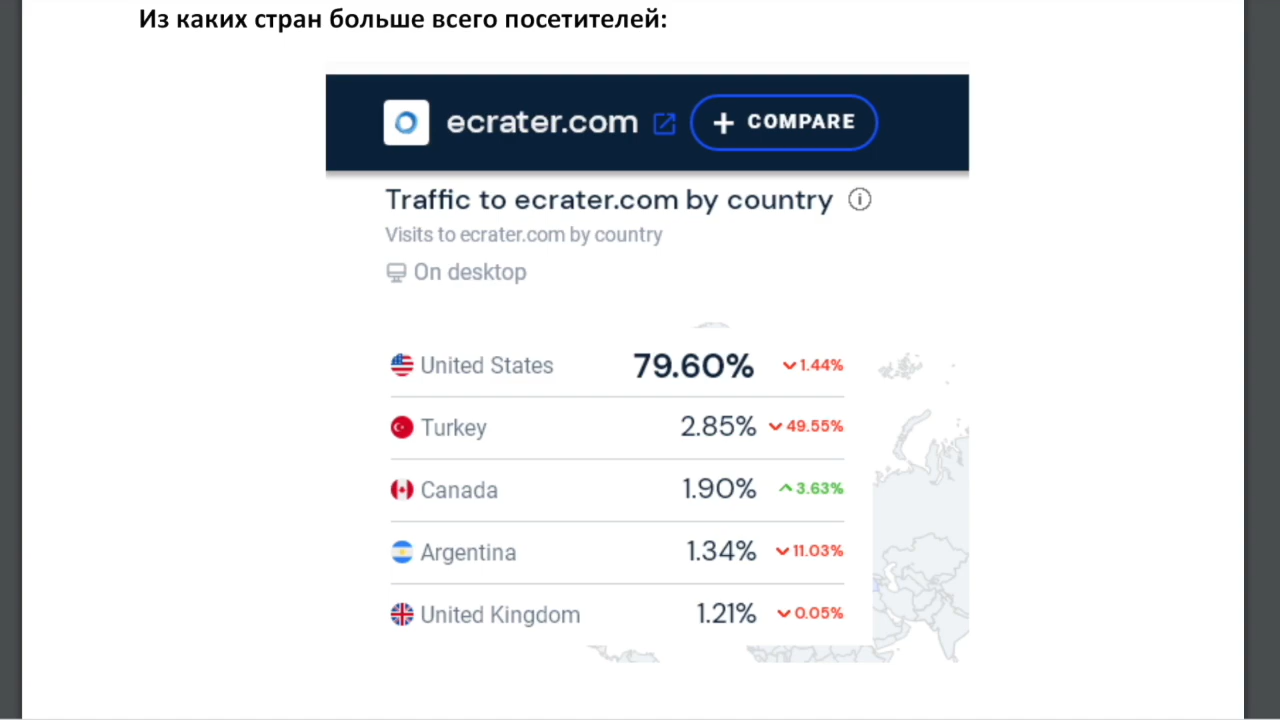 Из каких стран больше всего посетителей:
ecrater.com + COMPARE
Traffic to ecrater.com by country
Visits to ecrater.com by country
On desktop
United States 79.60% 1.44%
Turkey 2.85% 49.55%
Canada 1.90% 3.63%
Argentina 1.34% 11.03%
United Kingdom 1.21% 0.05%